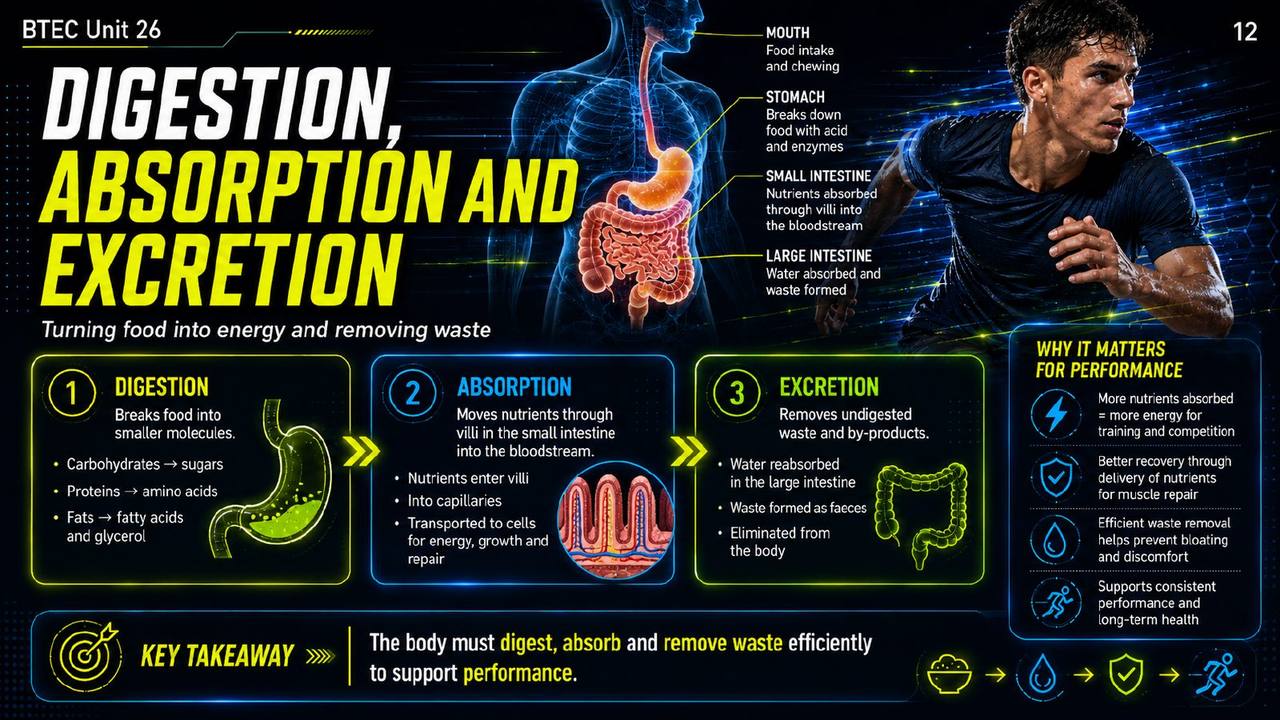 BTEC Unit 26
12
DIGESTION,
ABSORPTION AND
EXCRETION
Turning food into energy and removing waste
MOUTH
Food intake
and chewing
STOMACH
Breaks down
food with acid
and enzymes
SMALL INTESTINE
Nutrients absorbed
through villi into
the bloodstream
LARGE INTESTINE
Water absorbed and
waste formed
1
DIGESTION
Breaks food into
smaller molecules.
• Carbohydrates → sugars
• Proteins → amino acids
• Fats → fatty acids
and glycerol
2
ABSORPTION
Moves nutrients through
villi in the small intestine
into the bloodstream.
• Nutrients enter villi
• Into capillaries
• Transported to cells
for energy, growth and
repair
3
EXCRETION
Removes undigested
waste and by-products.
• Water reabsorbed
in the large intestine
• Waste formed as faeces
• Eliminated from
the body
WHY IT MATTERS
FOR PERFORMANCE
More nutrients absorbed
= more energy for
training and competition
Better recovery through
delivery of nutrients
for muscle repair
Efficient waste removal
helps prevent bloating
and discomfort
Supports consistent
performance and
long-term health
KEY TAKEAWAY
The body must digest, absorb and remove waste efficiently
to support performance.